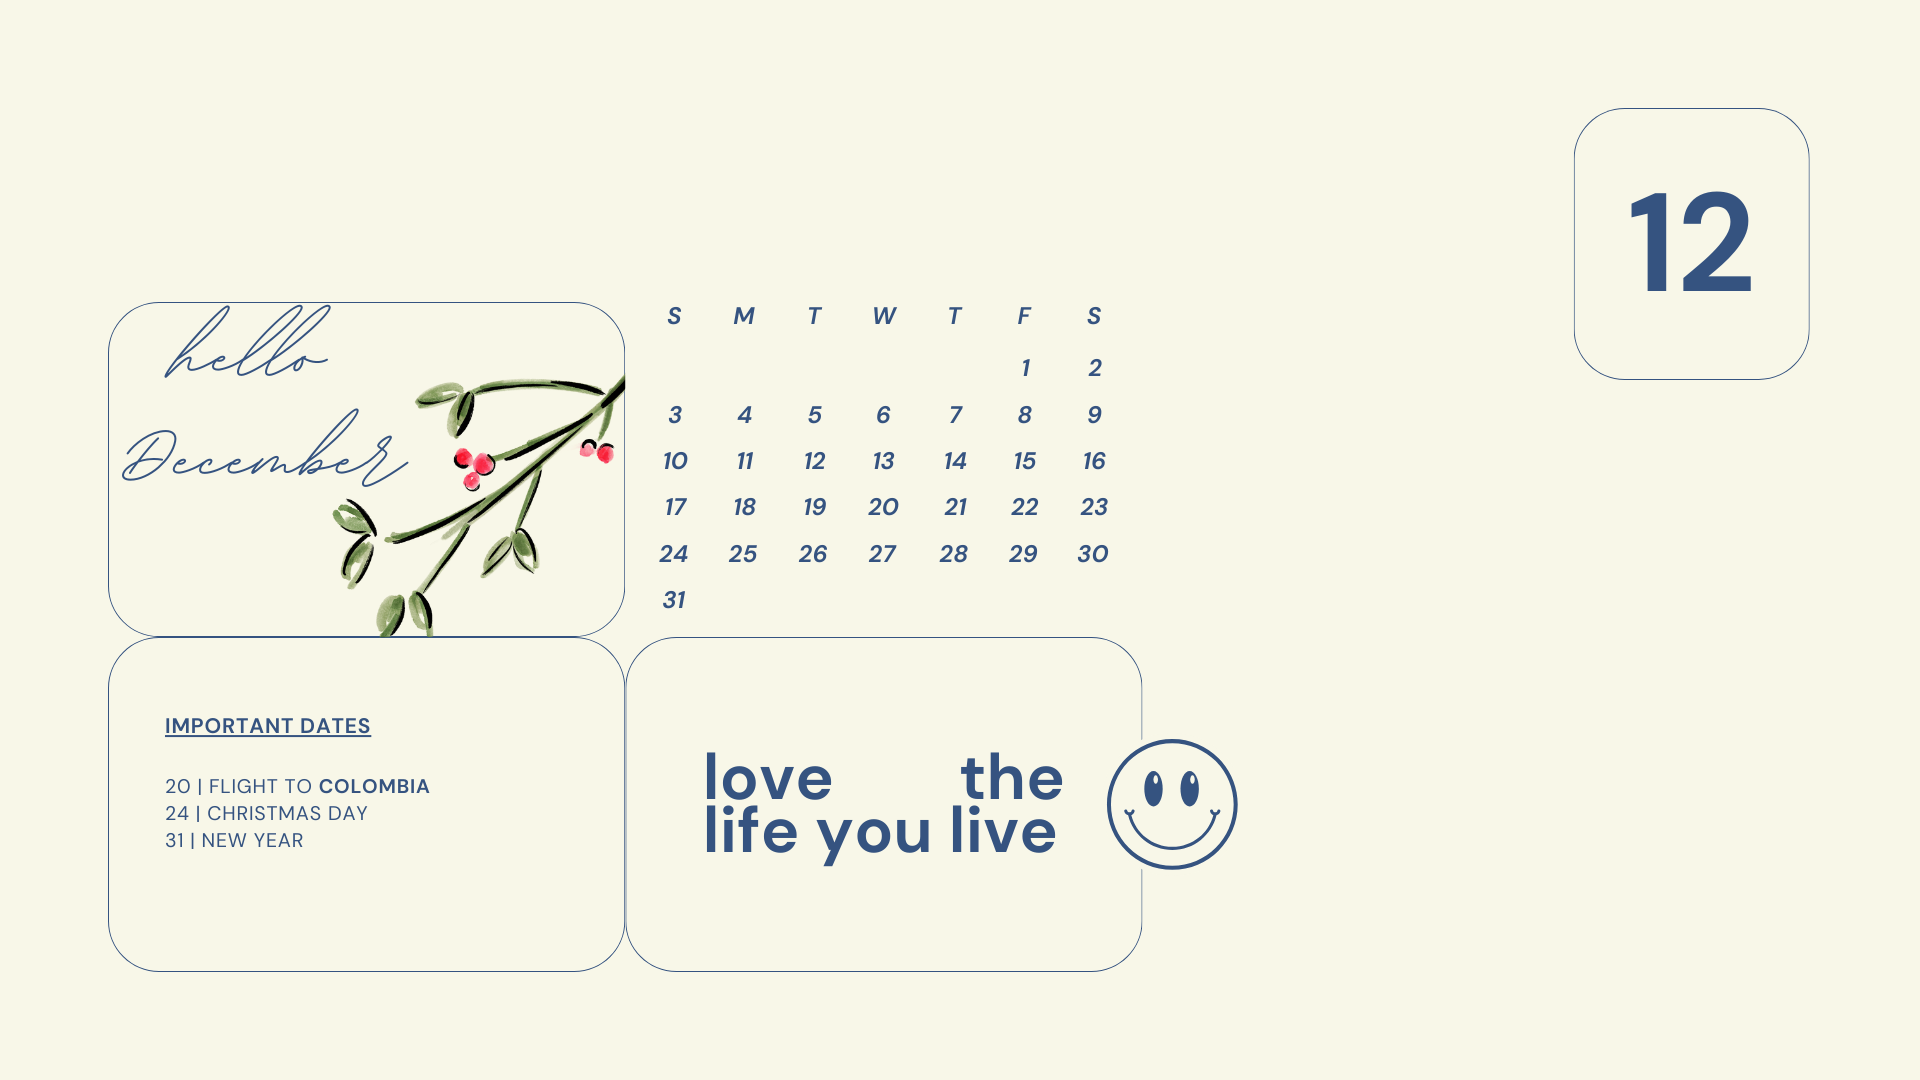 12
hello
December
S M T W T F S
1 2
3 4 5 6 7 8 9
10 11 12 13 14 15 16
17 18 19 20 21 22 23
24 25 26 27 28 29 30
31
IMPORTANT DATES
20 | FLIGHT TO COLOMBIA
24 | CHRISTMAS DAY
31 | NEW YEAR
love the
life you live